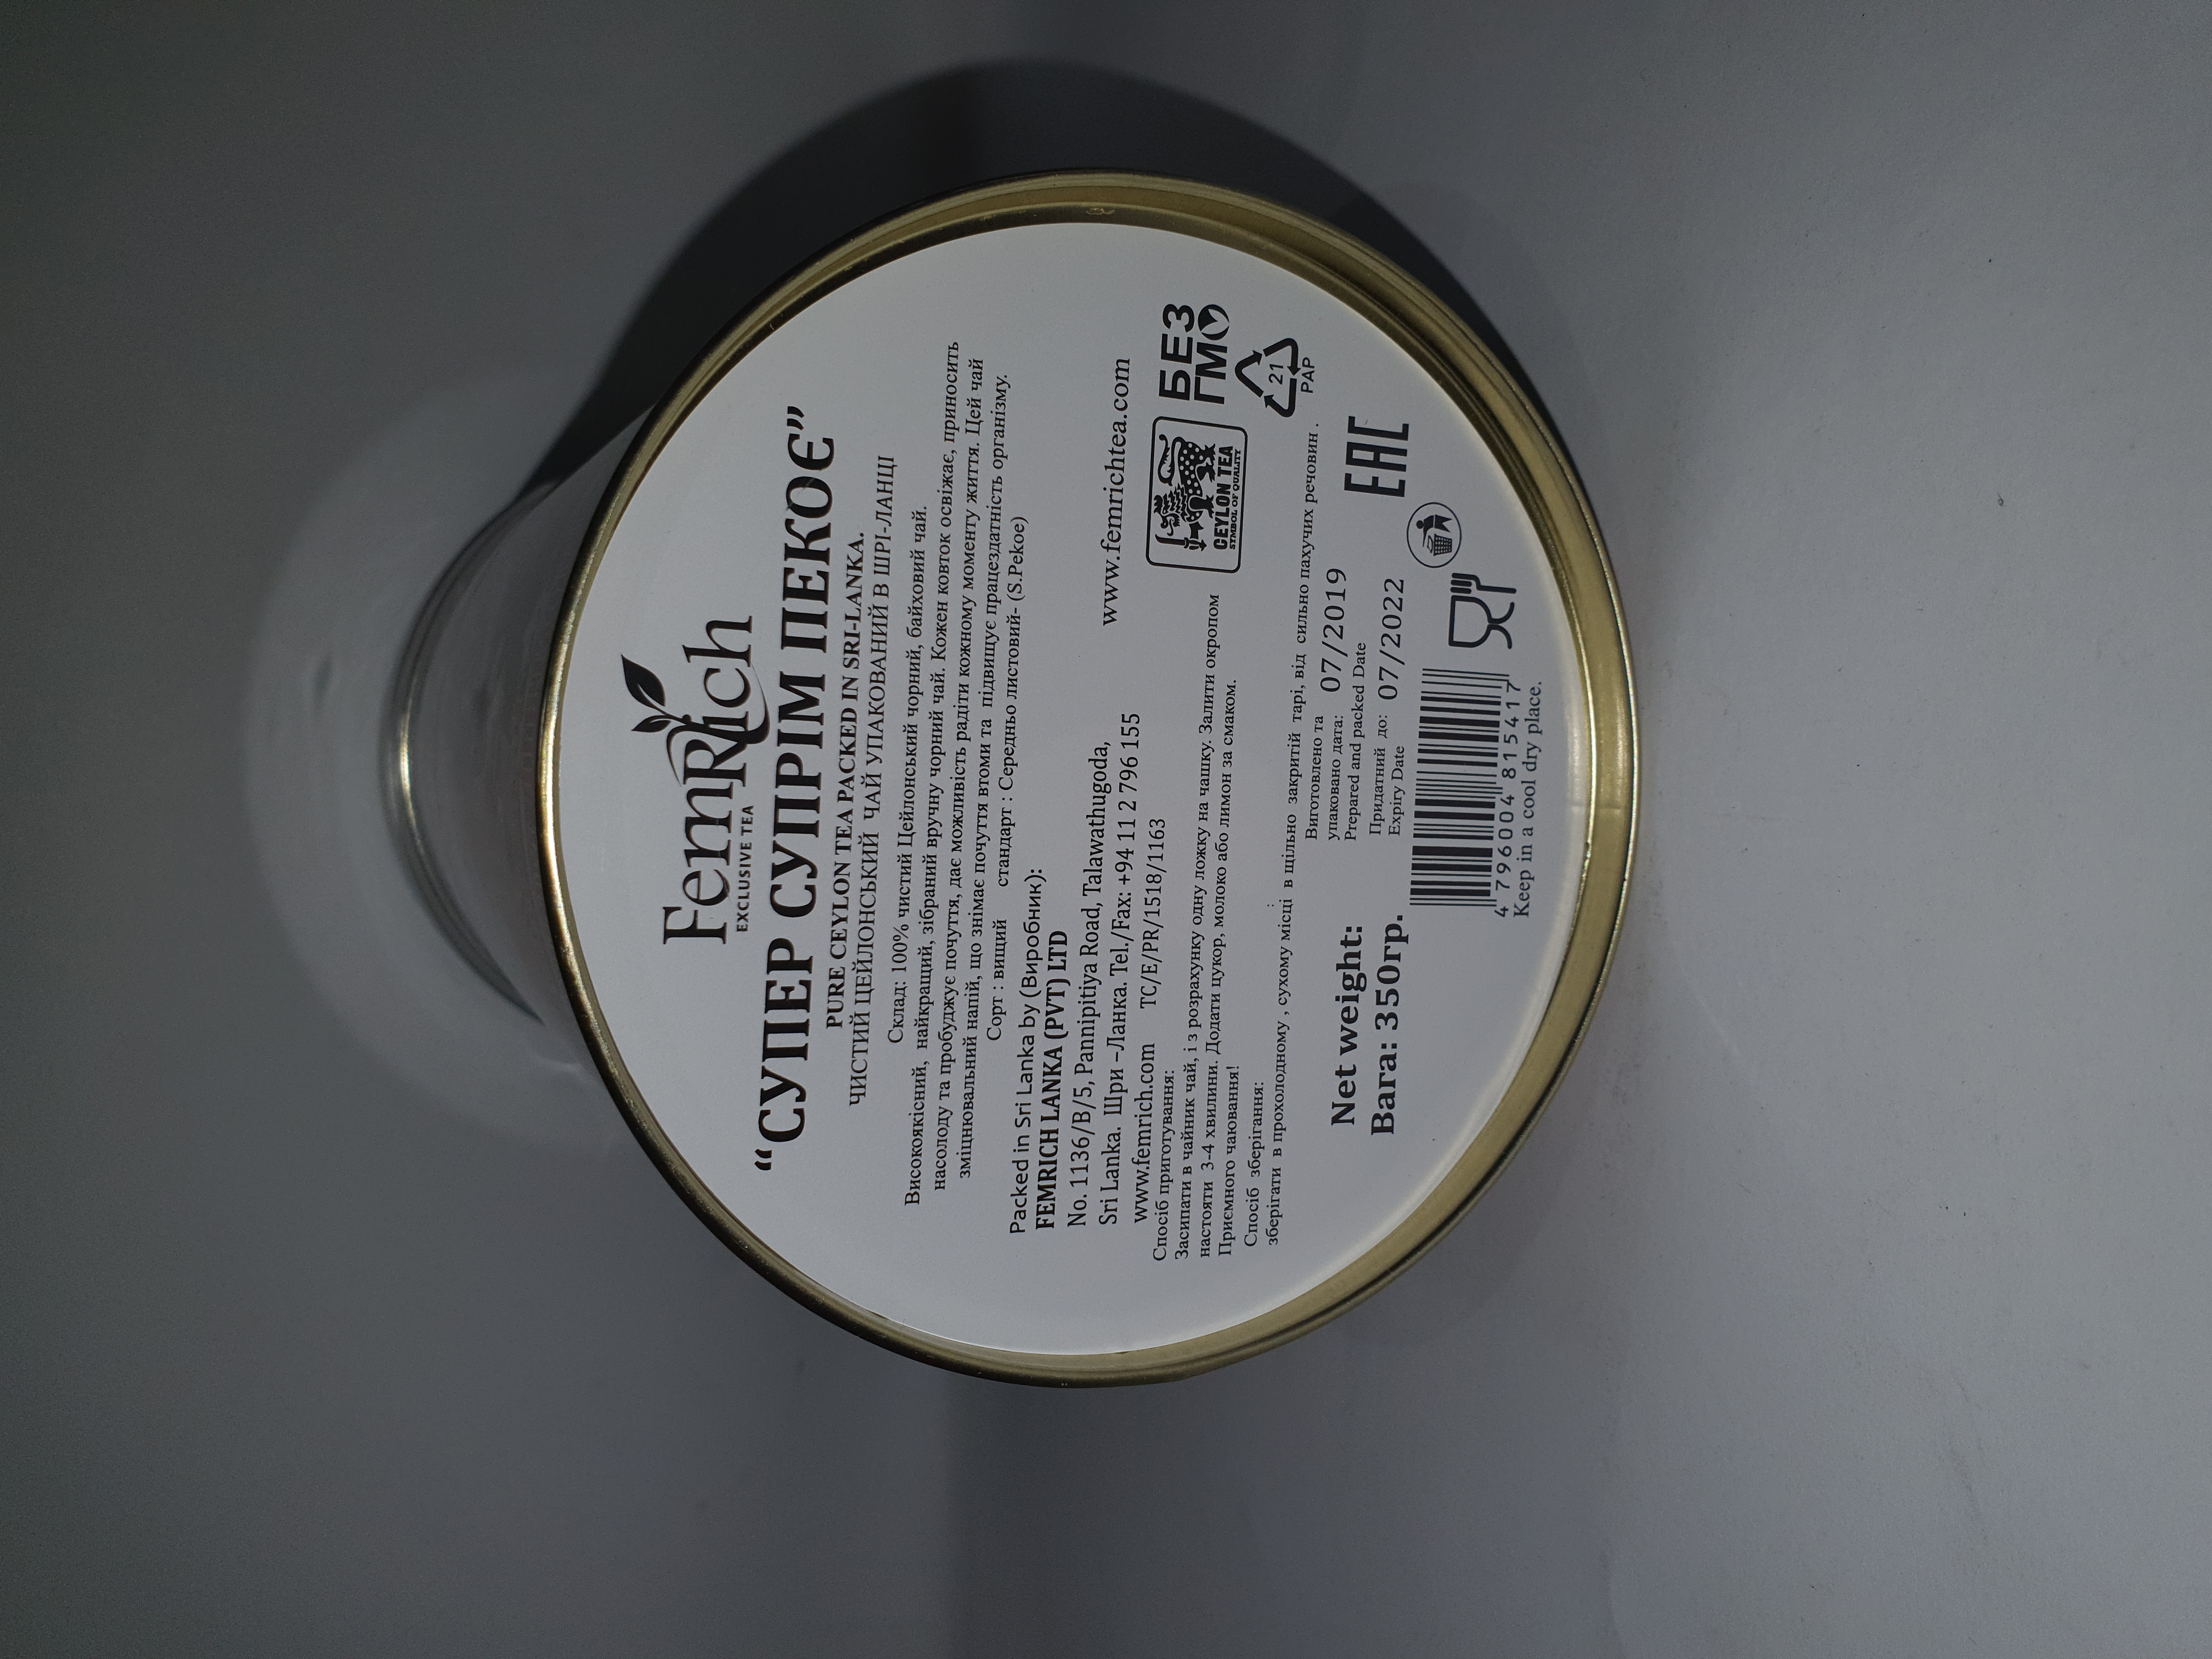 FemRich
EXCLUSIVE TEA
“СУПЕР СУПРІМ ПЕКОЄ”
PURE CEYLON TEA PACKED IN SRI-LANKA.
ЧИСТИЙ ЦЕЙЛОНСЬКИЙ ЧАЙ УПАКОВАНИЙ В ШРІ-ЛАНЦІ
Склад: 100% чистий Цейлонський чорний, байховий чай.
Високоякісний, найкращий, зібраний вручну чорний чай. Кожен ковток освіжає, приносить
насолоду та пробуджує почуття, дає можливість радіти кожному моменту життя. Цей чай
зміцнювальний напій, що знімає почуття втоми та підвищує працездатність організму.
Сорт : вищий стандарт : Середньо листовий- (S.Pekoe)
Packed in Sri Lanka by (Виробник):
FEMRICH LANKA (PVT) LTD
No. 1136/B/5, Pannipitiya Road, Talawathugoda,
Sri Lanka. Шри –Ланка. Tel./Fax: +94 11 2 796 155
www.femrich.com TC/E/PR/1518/1163
www.femrichtea.com
CEYLON TEA
SYMBOL OF QUALITY
БЕЗ
ГМО
21
PAP
Спосіб приготування:
Засипати в чайник чай, і з розрахунку одну ложку на чашку. Залити окропом
настояти 3-4 хвилини. Додати цукор, молоко або лимон за смаком.
Приємного чаювання!
Спосіб зберігання:
зберігати в прохолодному , сухому місці в щільно закритій тарі, від сильно пахучих речовин .
Net weight:
Вага: 350гр.
Виготовлено та
упаковано дата: 07/2019
Prepared and packed Date
Придатний до: 07/2022
Expiry Date
EAC
4 796004 815417
Keep in a cool dry place.